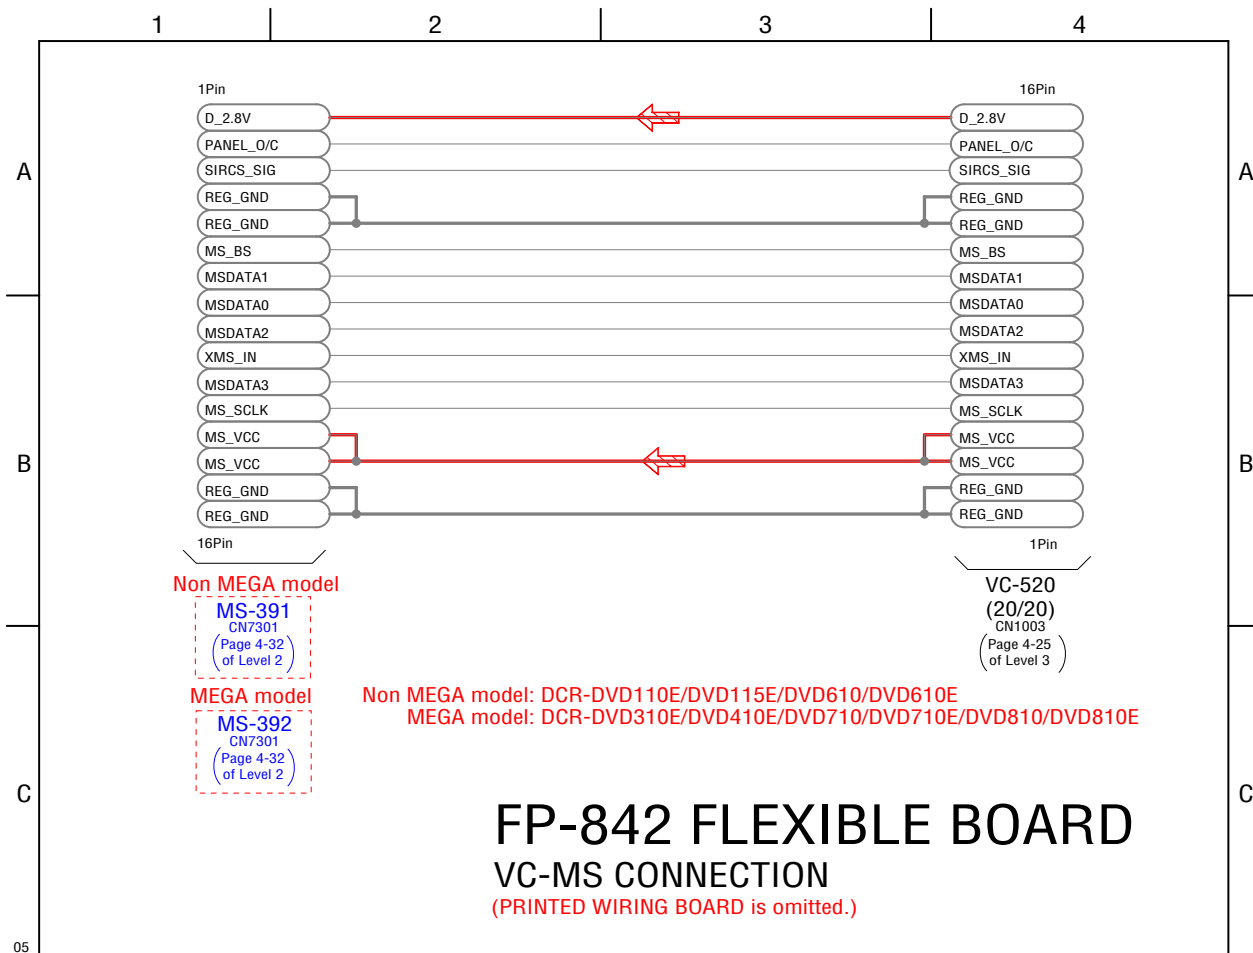 1 2 3 4
1Pin 16Pin
D_2.8V D_2.8V
PANEL_O/C PANEL_O/C
A SIRCS_SIG SIRCS_SIG A
REG_GND REG_GND
REG_GND REG_GND
MS_BS MS_BS
MSDATA1 MSDATA1
MSDATA0 MSDATA0
MSDATA2 MSDATA2
XMS_IN XMS_IN
MSDATA3 MSDATA3
MS_SCLK MS_SCLK
MS_VCC MS_VCC
B MS_VCC MS_VCC B
REG_GND REG_GND
REG_GND REG_GND
16Pin 1Pin
Non MEGA model
MS-391
CN7301
(Page 4-32
of Level 2)
VC-520
(20/20)
CN1003
(Page 4-25
of Level 3)
MEGA model
MS-392
CN7301
(Page 4-32
of Level 2)
Non MEGA model: DCR-DVD110E/DVD115E/DVD610/DVD610E
MEGA model: DCR-DVD310E/DVD410E/DVD710/DVD710E/DVD810/DVD810E
C C
FP-842 FLEXIBLE BOARD
VC-MS CONNECTION
(PRINTED WIRING BOARD is omitted.)
05